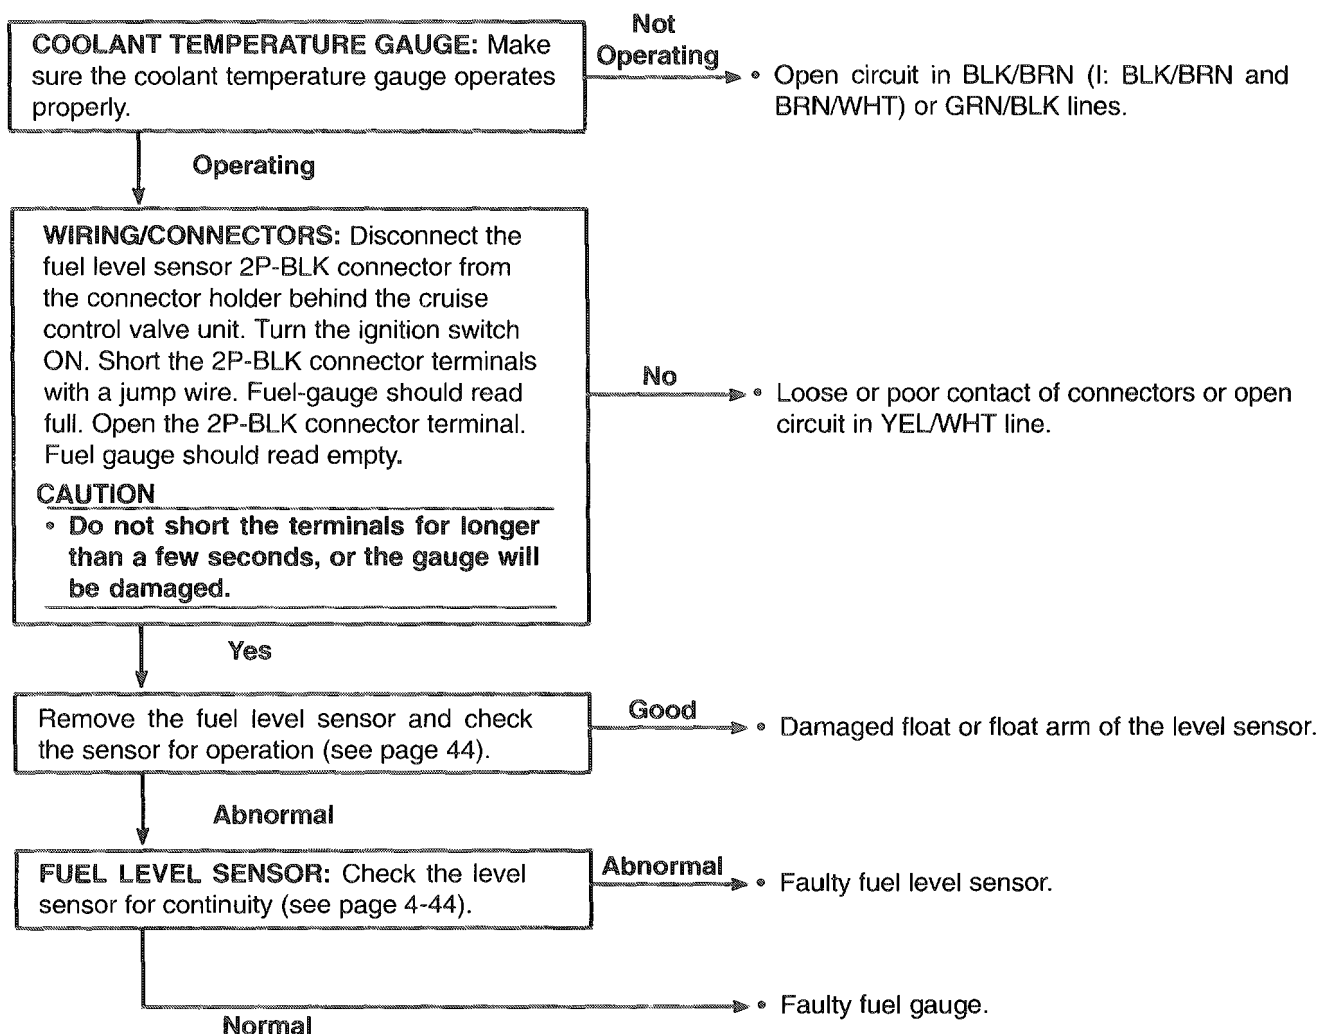 COOLANT TEMPERATURE GAUGE: Make
sure the coolant temperature gauge operates
properly.
Not
Operating
• Open circuit in BLK/BRN (I: BLK/BRN and
BRN/WHT) or GRN/BLK lines.
Operating
WIRING/CONNECTORS: Disconnect the
fuel level sensor 2P-BLK connector from
the connector holder behind the cruise
control valve unit. Turn the ignition switch
ON. Short the 2P-BLK connector terminals
with a jump wire. Fuel-gauge should read
full. Open the 2P-BLK connector terminal.
Fuel gauge should read empty.
CAUTION
• Do not short the terminals for longer
than a few seconds, or the gauge will
be damaged.
No
• Loose or poor contact of connectors or open
circuit in YEL/WHT line.
Yes
Remove the fuel level sensor and check
the sensor for operation (see page 44).
Good
• Damaged float or float arm of the level sensor.
Abnormal
FUEL LEVEL SENSOR: Check the level
sensor for continuity (see page 4-44).
Abnormal
• Faulty fuel level sensor.
Normal
• Faulty fuel gauge.